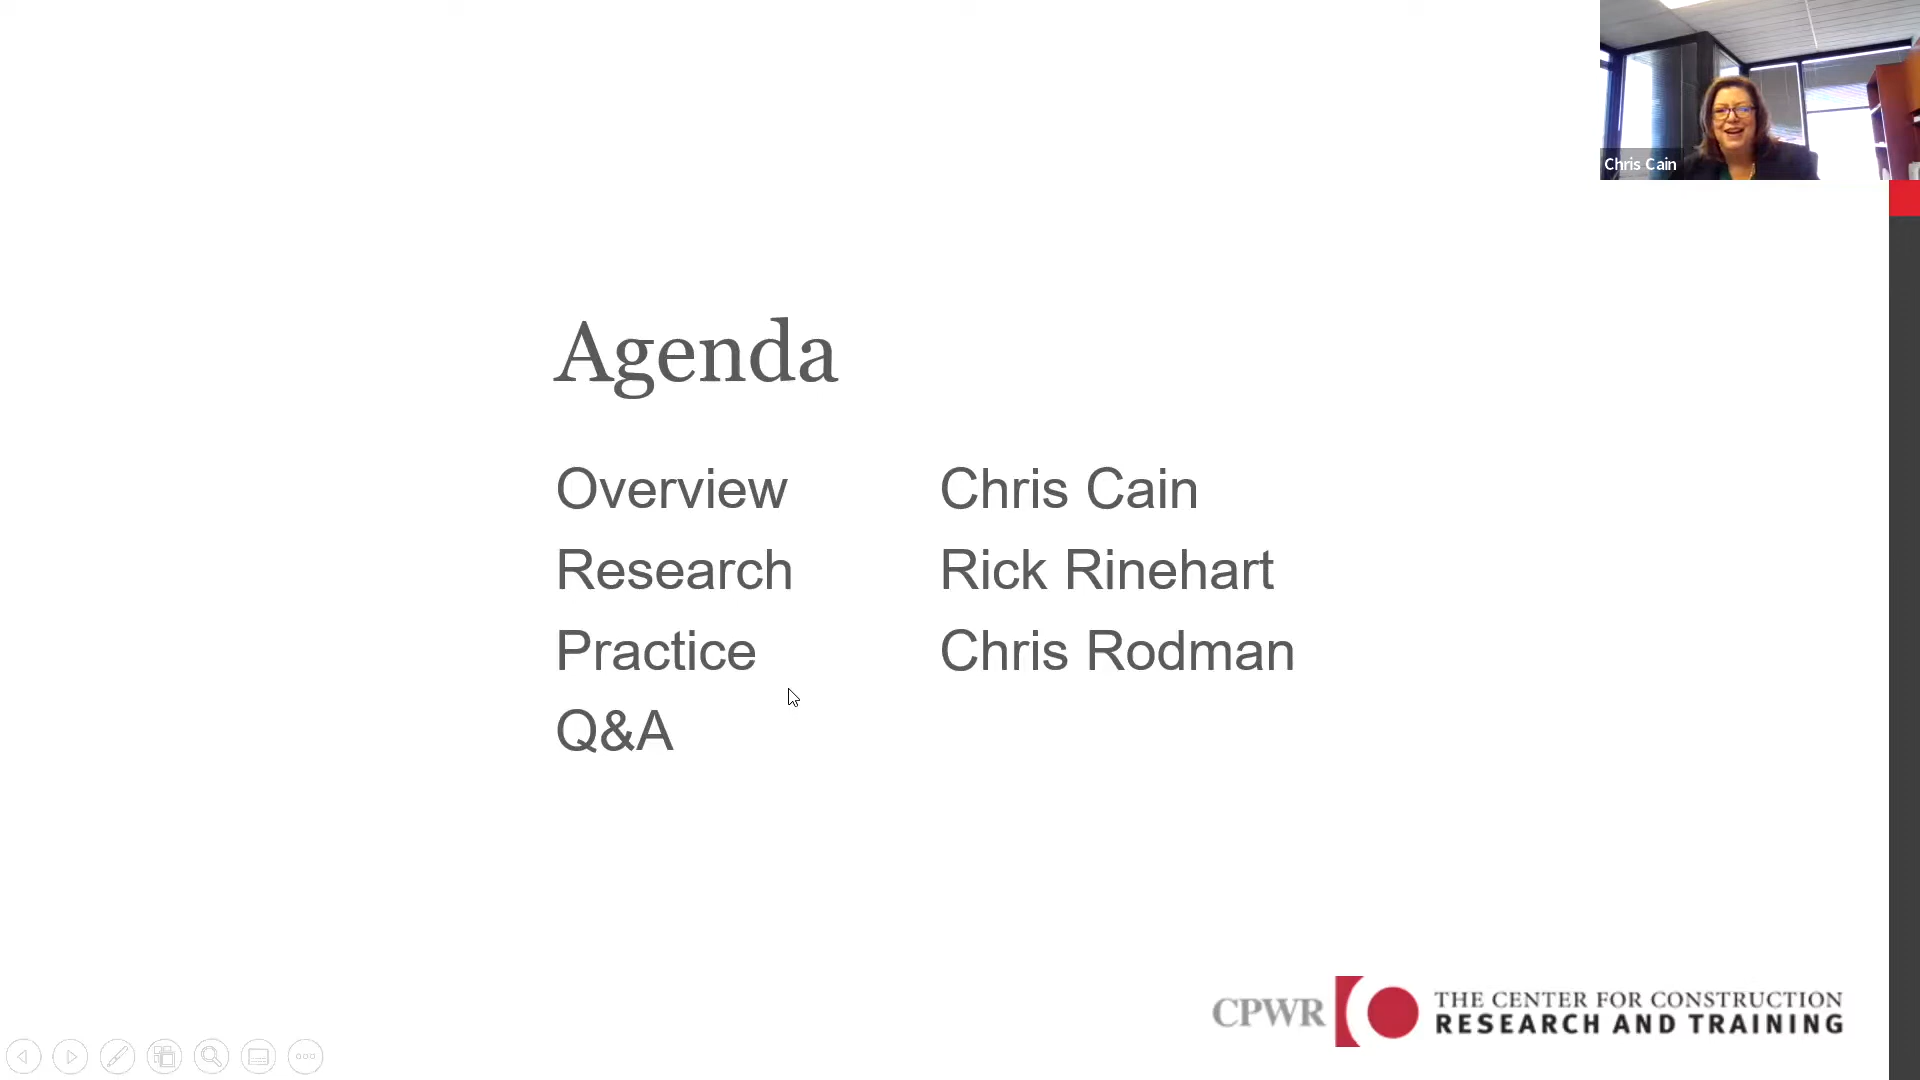 Chris Cain
Agenda
Overview Chris Cain
Research Rick Rinehart
Practice Chris Rodman
Q&A
CPWR THE CENTER FOR CONSTRUCTION
RESEARCH AND TRAINING